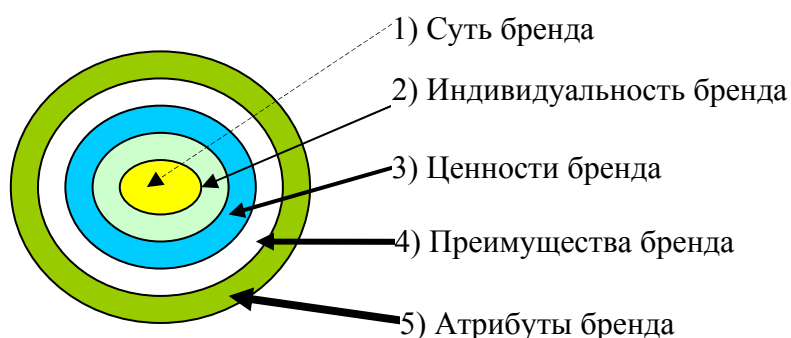 1) Суть бренда
2) Индивидуальность бренда
3) Ценности бренда
4) Преимущества бренда
5) Атрибуты бренда